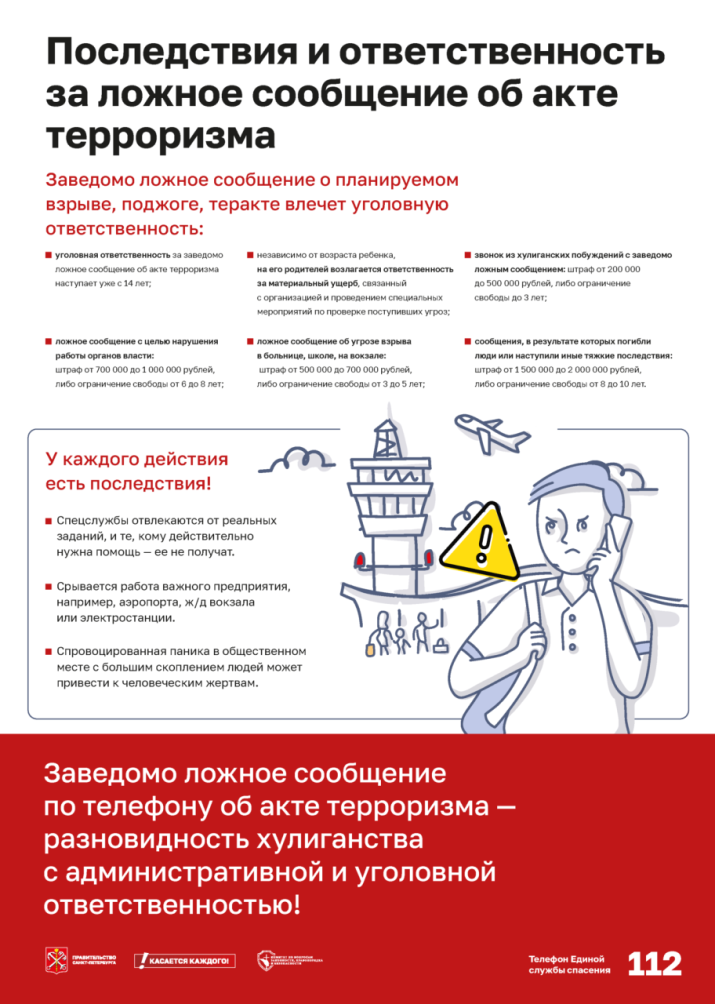 Последствия и ответственность
за ложное сообщение об акте
терроризма
Заведомо ложное сообщение о планируемом
взрыве, поджоге, теракте влечет уголовную
ответственность:
уголовная ответственность за заведомо
ложное сообщение об акте терроризма
наступает уже с 14 лет;
независимо от возраста ребенка,
на его родителей возлагается ответственность
за материальный ущерб, связанный
с организацией и проведением специальных
мероприятий по проверке поступивших угроз;
звонок из хулиганских побуждений с заведомо
ложным сообщением: штраф от 200 000
до 500 000 рублей, либо ограничение
свободы до 3 лет;
ложное сообщение с целью нарушения
работы органов власти:
штраф от 700 000 до 1 000 000 рублей,
либо ограничение свободы от 6 до 8 лет;
ложное сообщение об угрозе взрыва
в больнице, школе, на вокзале:
штраф от 500 000 до 700 000 рублей,
либо ограничение свободы от 3 до 5 лет;
сообщения, в результате которых погибли
люди или наступили иные тяжкие последствия:
штраф от 1 500 000 до 2 000 000 рублей,
либо ограничение свободы от 8 до 10 лет.
У каждого действия
есть последствия!
Спецслужбы отвлекаются от реальных
заданий, и те, кому действительно
нужна помощь — ее не получат.
Срывается работа важного предприятия,
например, аэропорта, ж/д вокзала
или электростанции.
Спровоцированная паника в общественном
месте с большим скоплением людей может
привести к человеческим жертвам.
Заведомо ложное сообщение
по телефону об акте терроризма —
разновидность хулиганства
с административной и уголовной
ответственностью!
ПРАВИТЕЛЬСТВО
САНКТ-ПЕТЕРБУРГА
! КАСАЕТСЯ КАЖДОГО!
Телефон Единой
службы спасения
112